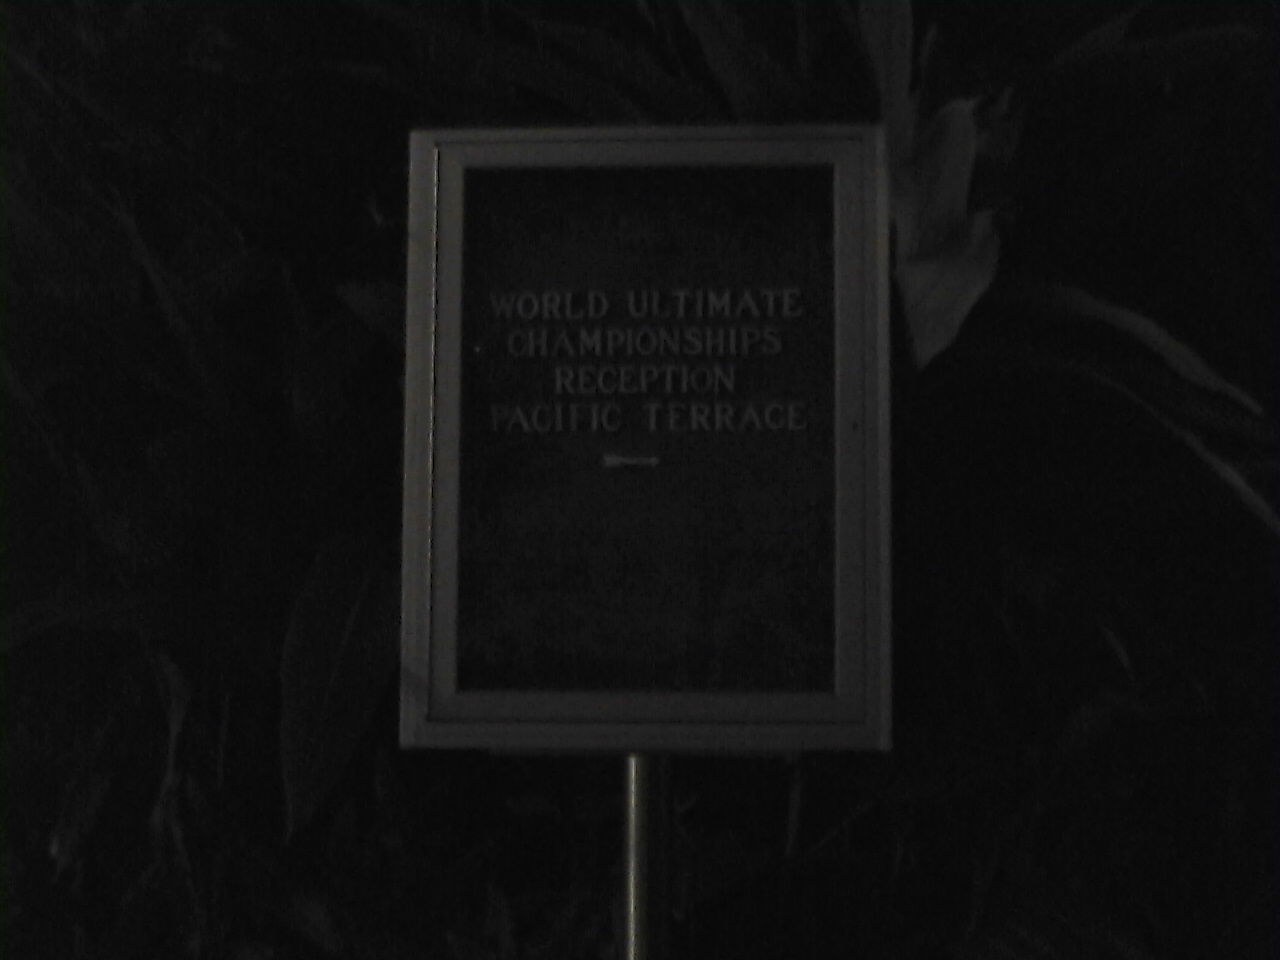 WORLD ULTIMATE
CHAMPIONSHIPS
RECEPTION
PACIFIC TERRACE